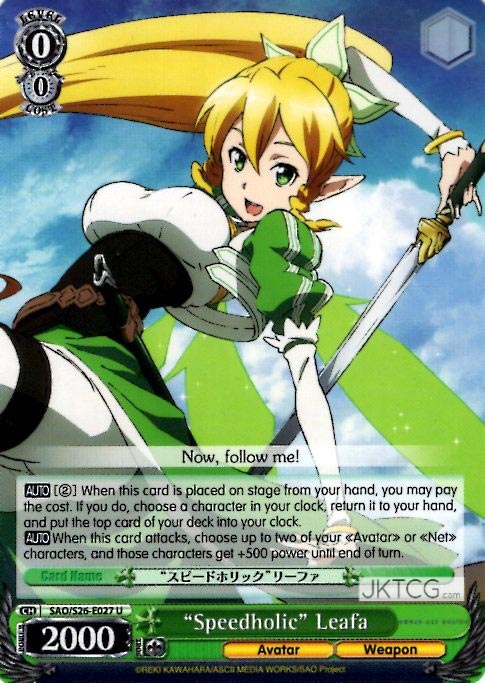 LEVEL
0
0
COST
Now, follow me!
AUTO [②] When this card is placed on stage from your hand, you may pay
the cost. If you do, choose a character in your clock, return it to your hand,
and put the top card of your deck into your clock.
AUTO When this card attacks, choose up to two of your «Avatar» or «Net»
characters, and those characters get +500 power until end of turn.
Card Name
“スピードホリック”リーファ
JKTCG.com
CH
SAO/S26-E027 U
2000
“Speedholic” Leafa
Avatar
Weapon
©REKI KAWAHARA/ASCII MEDIA WORKS/SAO Project